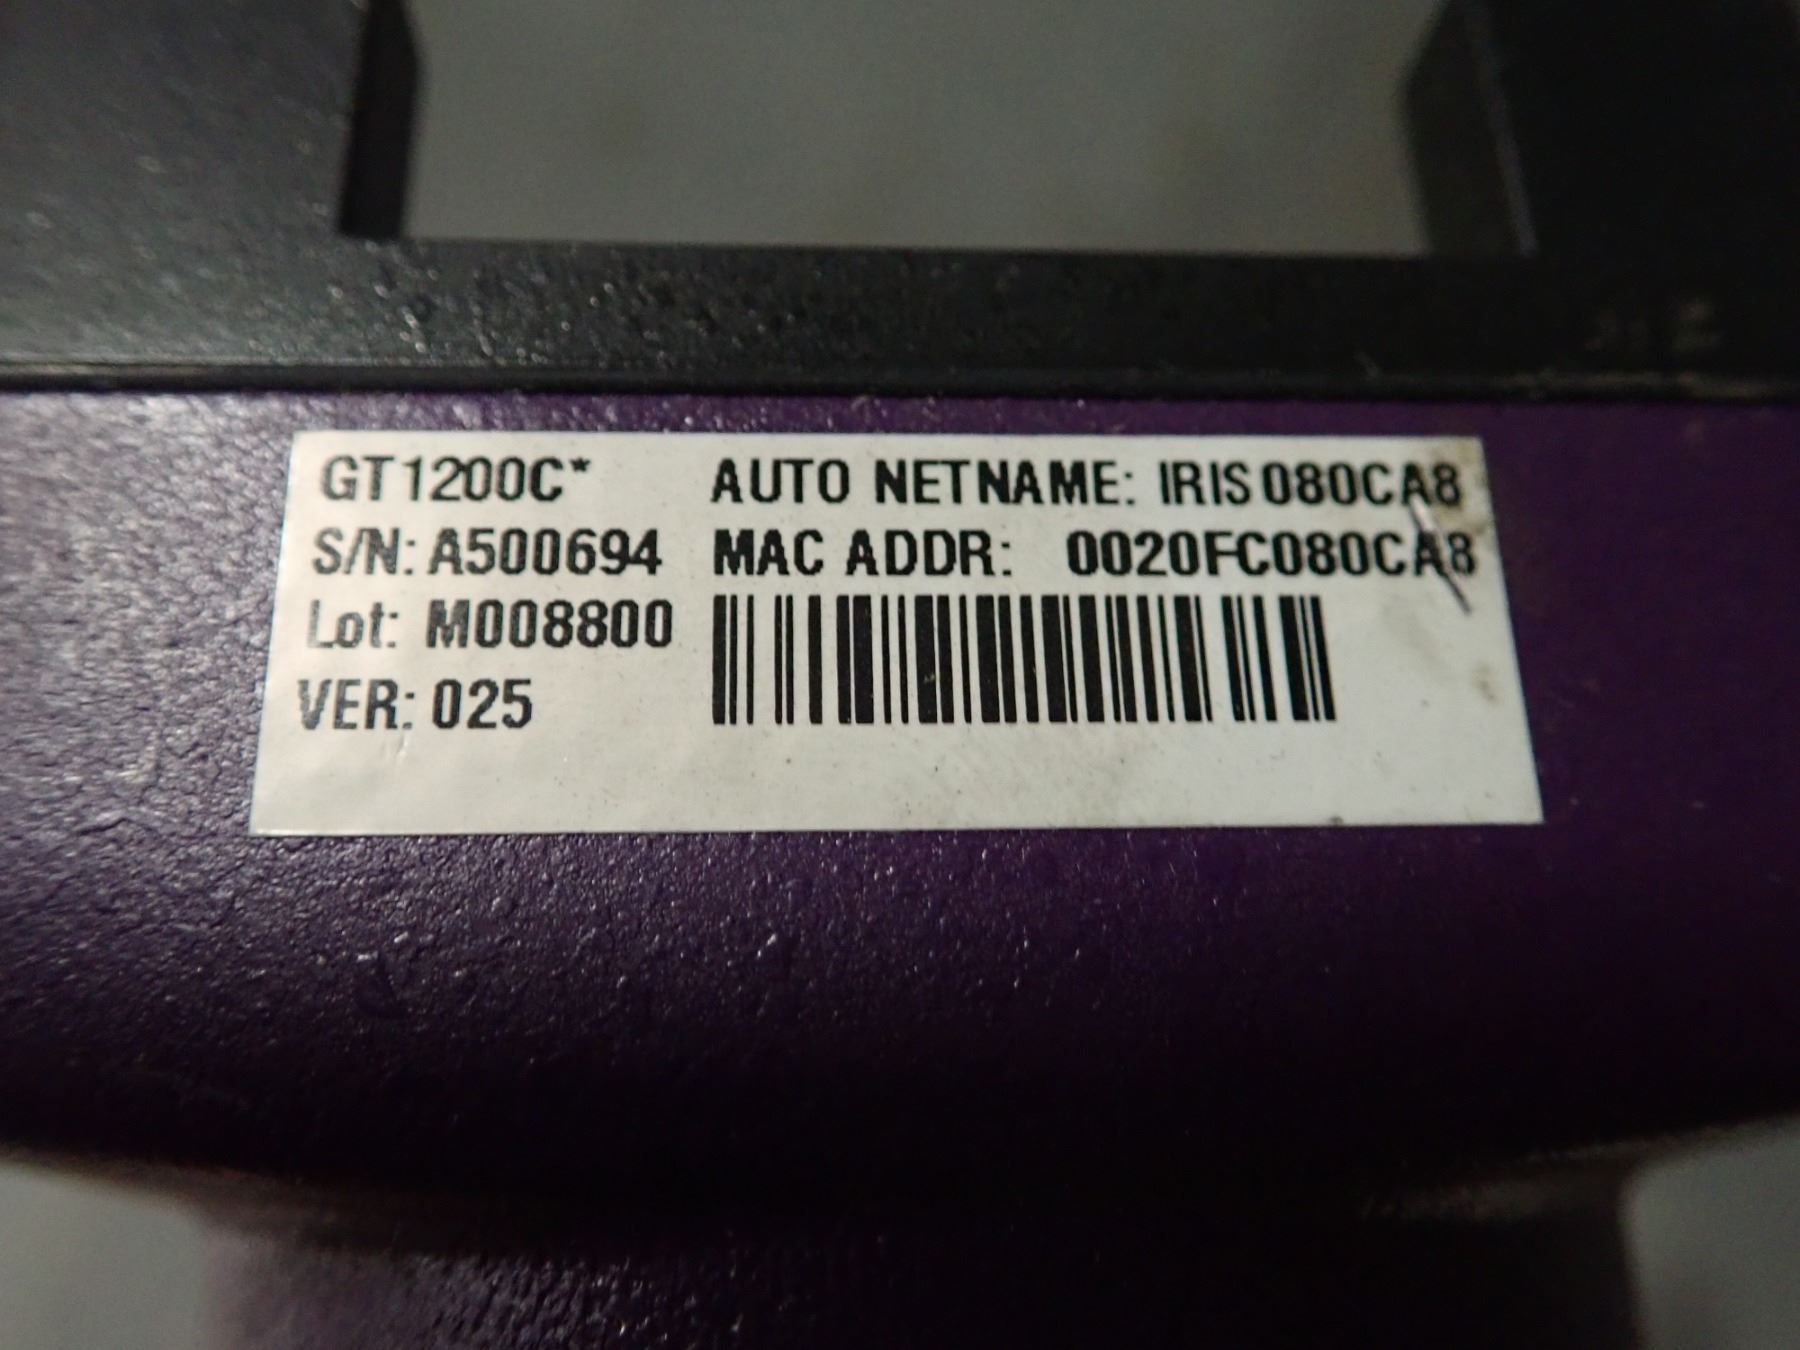 GT1200C* AUTO NETNAME: IRIS080CA8
S/N: A500694 MAC ADDR: 0020FC080CA8
Lot: M008800
VER: 025